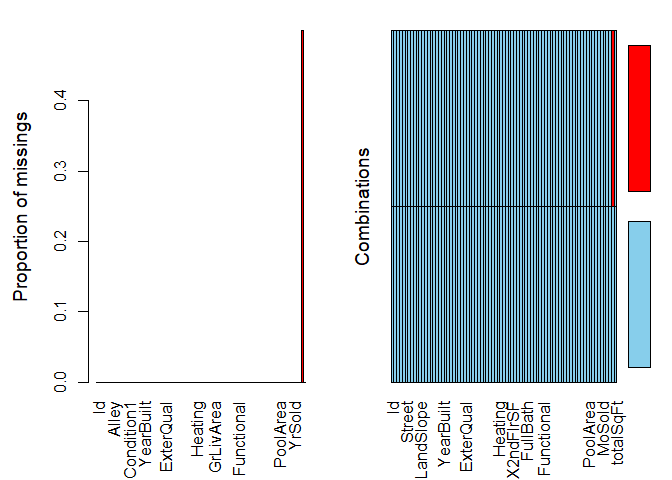 Proportion of missings
0.4
0.3
0.2
0.1
0.0
Id
Alley
Condition1
YearBuilt
ExterQual
Heating
GrLivArea
Functional
PoolArea
YrSold
Combinations
Id
Street
LandSlope
YearBuilt
ExterQual
Heating
X2ndFlrSF
FullBath
Functional
PoolArea
MoSold
totalSqFt